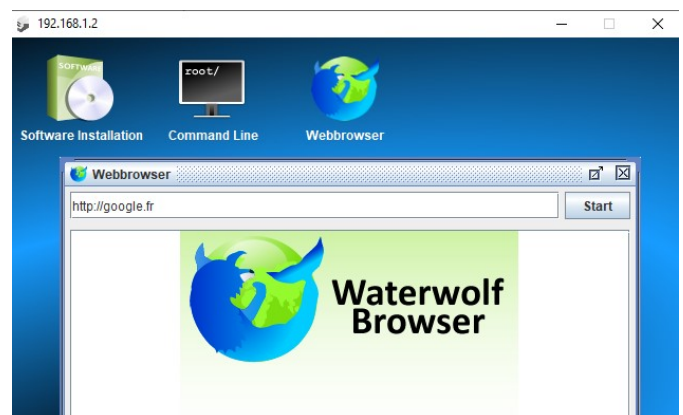 192.168.1.2
SOFTWARE
root/
Software Installation
Command Line
Webbrowser
Webbrowser
http://google.fr
Start
Waterwolf
Browser